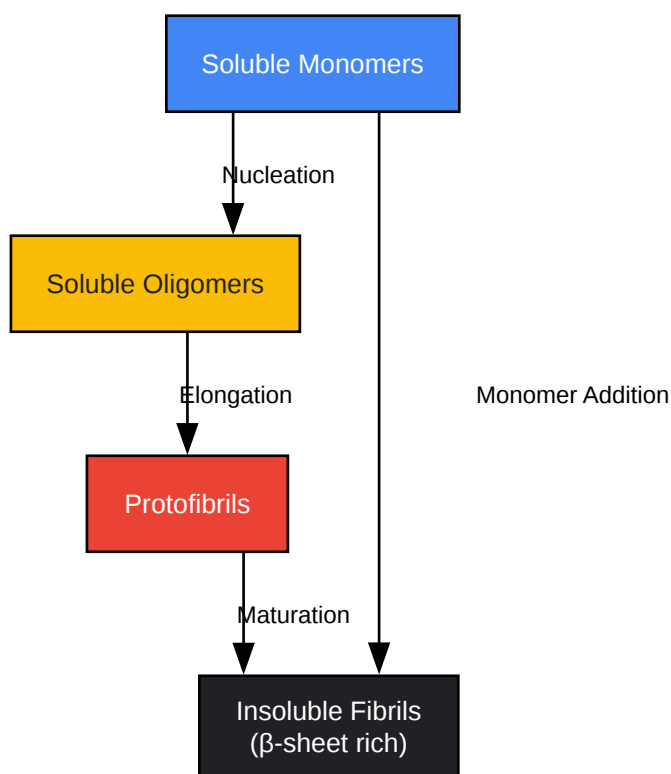 Soluble Monomers
Nucleation
Soluble Oligomers
Elongation
Monomer Addition
Protofibrils
Maturation
Insoluble Fibrils
(β-sheet rich)